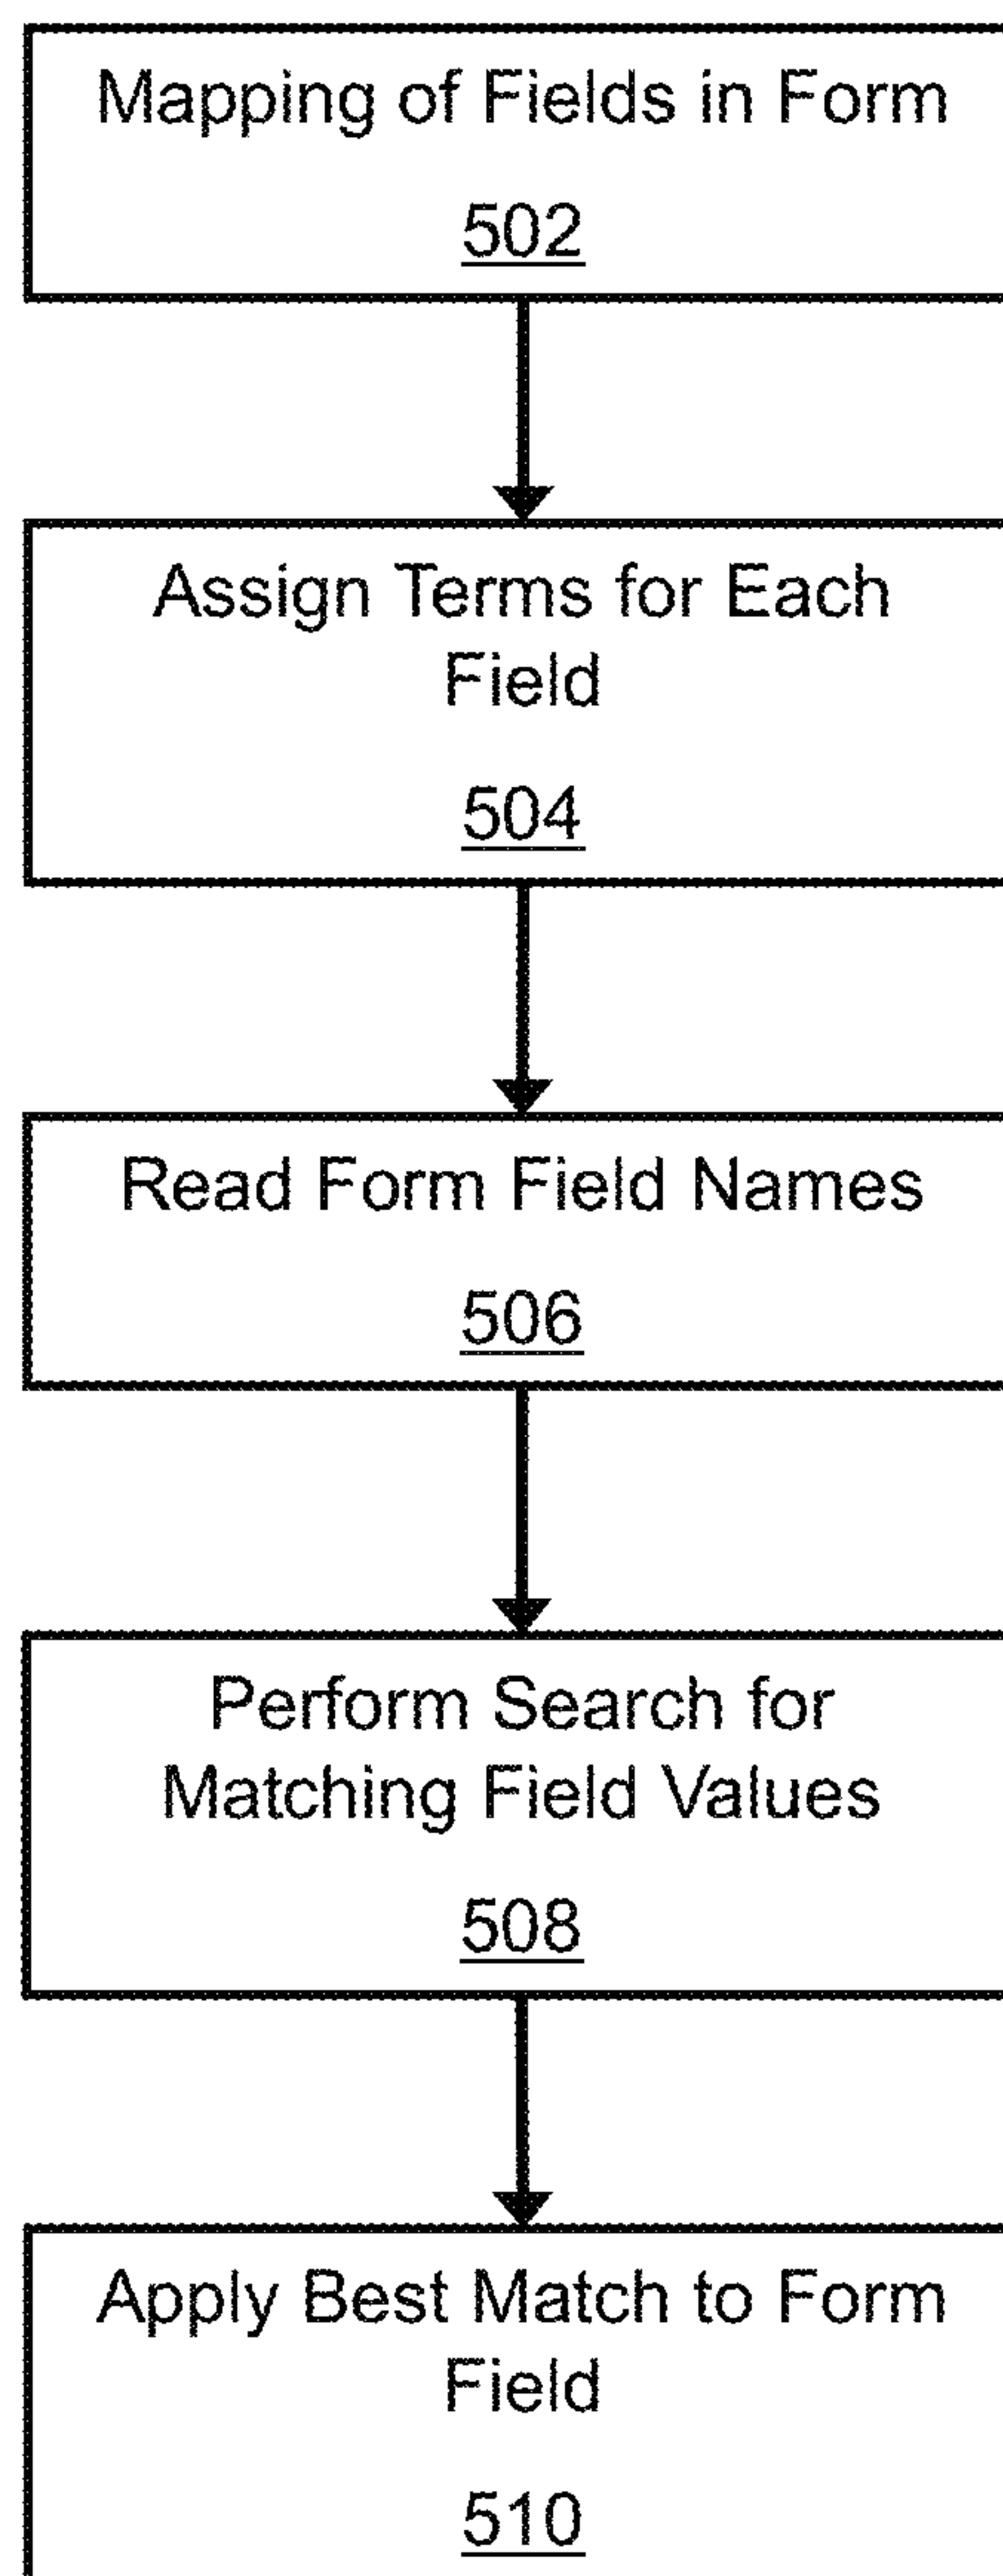 Mapping of Fields in Form
502
Assign Terms for Each
Field
504
Read Form Field Names
506
Perform Search for
Matching Field Values
508
Apply Best Match to Form
Field
510